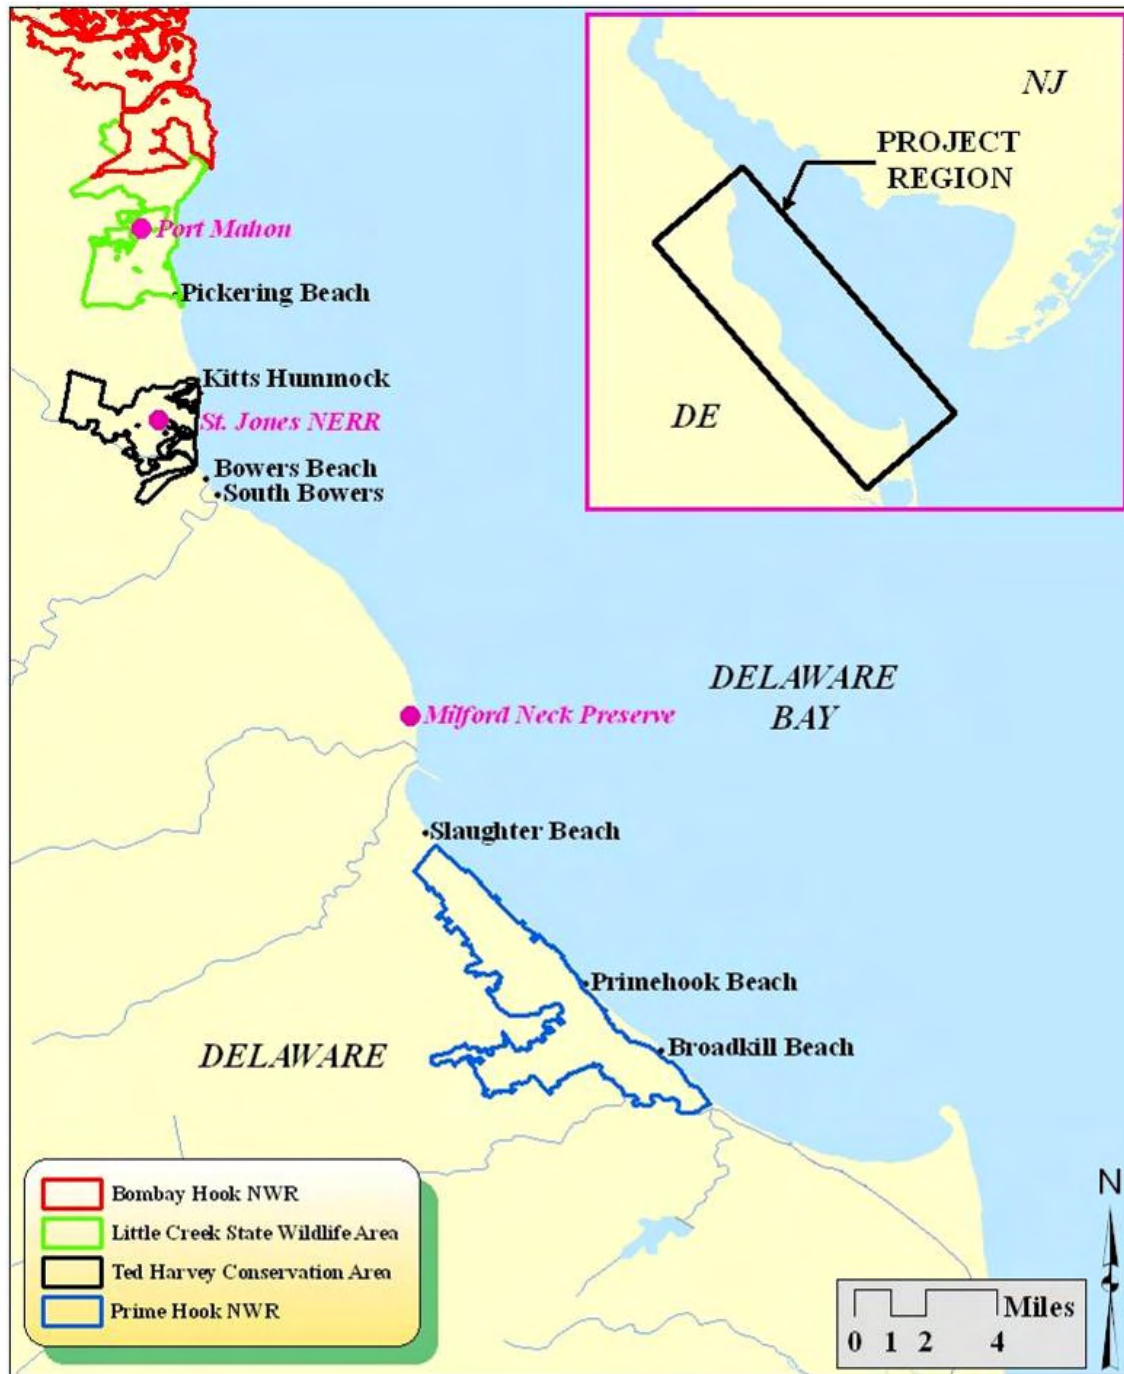 NJ
PROJECT
REGION
DE
Port Mahon
Pickering Beach
Kitts Hummock
St. Jones NERR
Bowers Beach
South Bowers
DELAWARE
BAY
Milford Neck Preserve
Slaughter Beach
Primehook Beach
Broadkill Beach
DELAWARE
Bombay Hook NWR
Little Creek State Wildlife Area
Ted Harvey Conservation Area
Prime Hook NWR
N
Miles
0 1 2 4